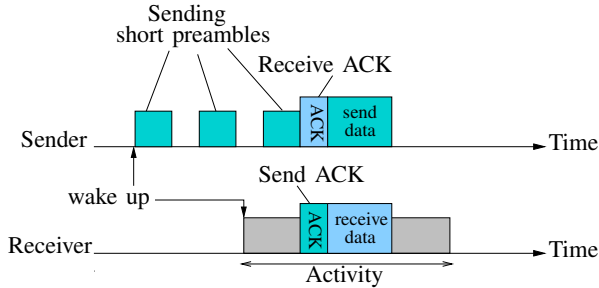 Sending
short preambles
Receive ACK
ACK
send
data
Sender
Time
Send ACK
wake up
ACK
receive
data
Receiver
Time
Activity